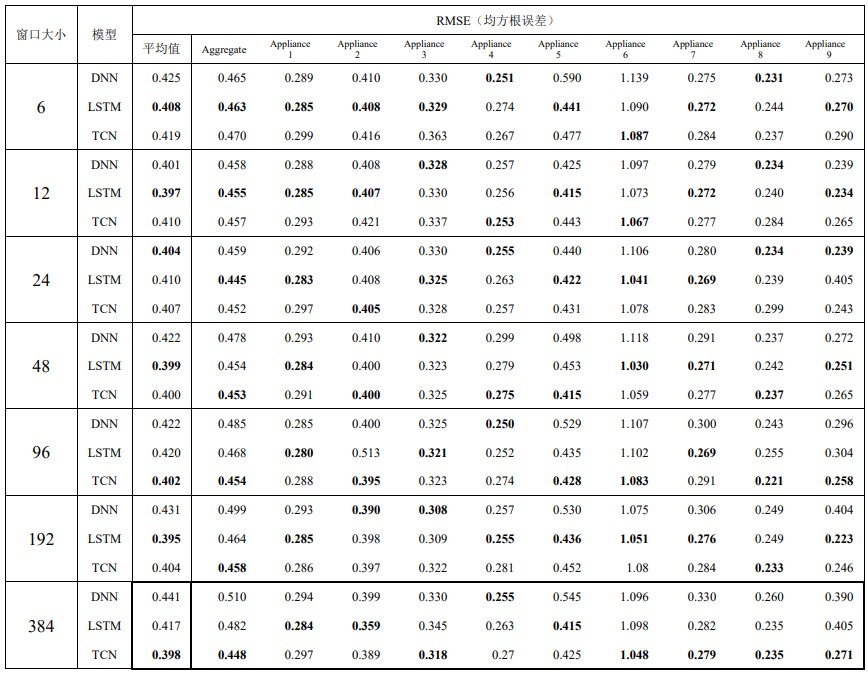 窗口大小 模型 RMSE（均方根误差）
平均值 Aggregate Appliance 1 Appliance 2 Appliance 3 Appliance 4 Appliance 5 Appliance 6 Appliance 7 Appliance 8 Appliance 9
6 DNN 0.425 0.465 0.289 0.410 0.330 0.251 0.590 1.139 0.275 0.231 0.273
LSTM 0.408 0.463 0.285 0.408 0.329 0.274 0.441 1.090 0.272 0.244 0.270
TCN 0.419 0.470 0.299 0.416 0.363 0.267 0.477 1.087 0.284 0.237 0.290
12 DNN 0.401 0.458 0.288 0.408 0.328 0.257 0.425 1.097 0.279 0.234 0.239
LSTM 0.397 0.455 0.285 0.407 0.330 0.256 0.415 1.073 0.272 0.240 0.234
TCN 0.410 0.457 0.293 0.421 0.337 0.253 0.443 1.067 0.277 0.284 0.265
24 DNN 0.404 0.459 0.292 0.406 0.330 0.255 0.440 1.106 0.280 0.234 0.239
LSTM 0.410 0.445 0.283 0.408 0.325 0.263 0.422 1.041 0.269 0.239 0.405
TCN 0.407 0.452 0.297 0.405 0.328 0.257 0.431 1.078 0.283 0.299 0.243
48 DNN 0.422 0.478 0.293 0.410 0.322 0.299 0.498 1.118 0.291 0.237 0.272
LSTM 0.399 0.454 0.284 0.400 0.323 0.279 0.453 1.030 0.271 0.242 0.251
TCN 0.400 0.453 0.291 0.400 0.325 0.275 0.415 1.059 0.277 0.237 0.265
96 DNN 0.422 0.485 0.285 0.400 0.325 0.250 0.529 1.107 0.300 0.243 0.296
LSTM 0.420 0.468 0.280 0.513 0.321 0.252 0.435 1.102 0.269 0.255 0.304
TCN 0.402 0.454 0.288 0.395 0.323 0.274 0.428 1.083 0.291 0.221 0.258
192 DNN 0.431 0.499 0.293 0.390 0.308 0.257 0.530 1.075 0.306 0.249 0.404
LSTM 0.395 0.464 0.285 0.398 0.309 0.255 0.436 1.051 0.276 0.249 0.223
TCN 0.404 0.458 0.286 0.397 0.322 0.281 0.452 1.08 0.284 0.233 0.246
384 DNN 0.441 0.510 0.294 0.399 0.330 0.255 0.545 1.096 0.330 0.260 0.390
LSTM 0.417 0.482 0.284 0.359 0.345 0.263 0.415 1.098 0.282 0.235 0.405
TCN 0.398 0.448 0.297 0.389 0.318 0.27 0.425 1.048 0.279 0.235 0.271